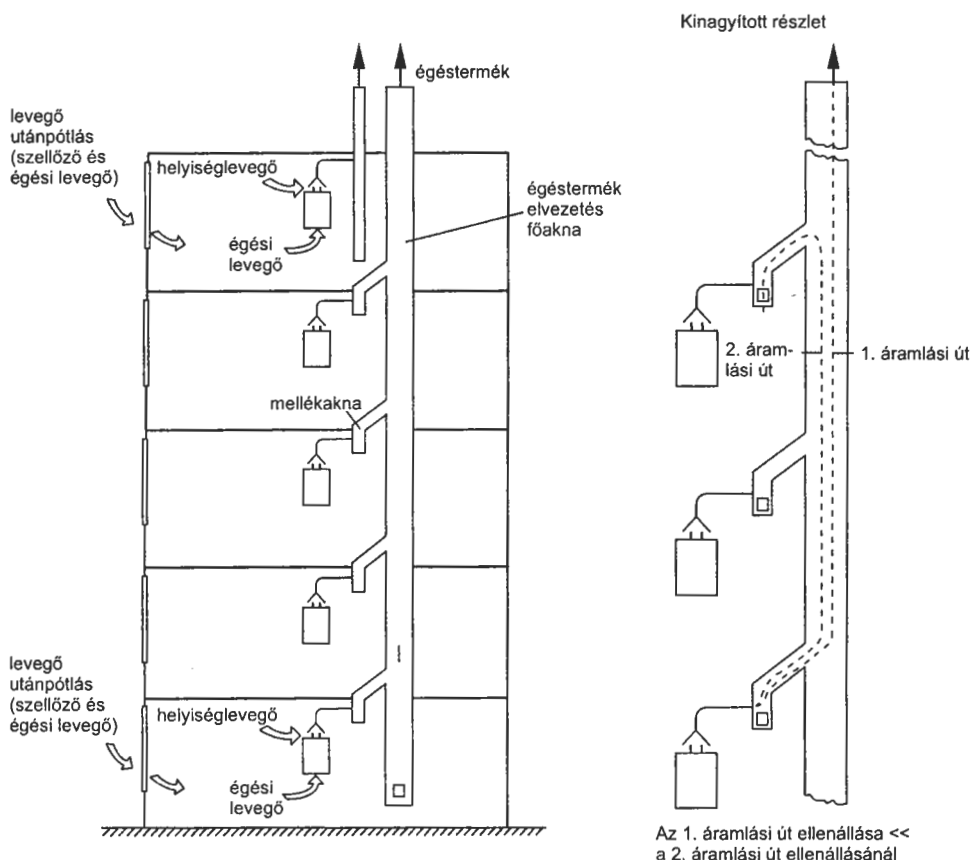 Kinagyított részlet
égéstermék
levegő
utánpótlás
(szellőző és
égési levegő)
helyiséglevegő
égési
levegő
égéstermék
elvezetés
főakna
2. áram-
lási út
1. áramlási út
mellékakna
levegő
utánpótlás
(szellőző és
égési levegő)
helyiséglevegő
égési
levegő
Az 1. áramlási út ellenállása <<
a 2. áramlási út ellenállásánál